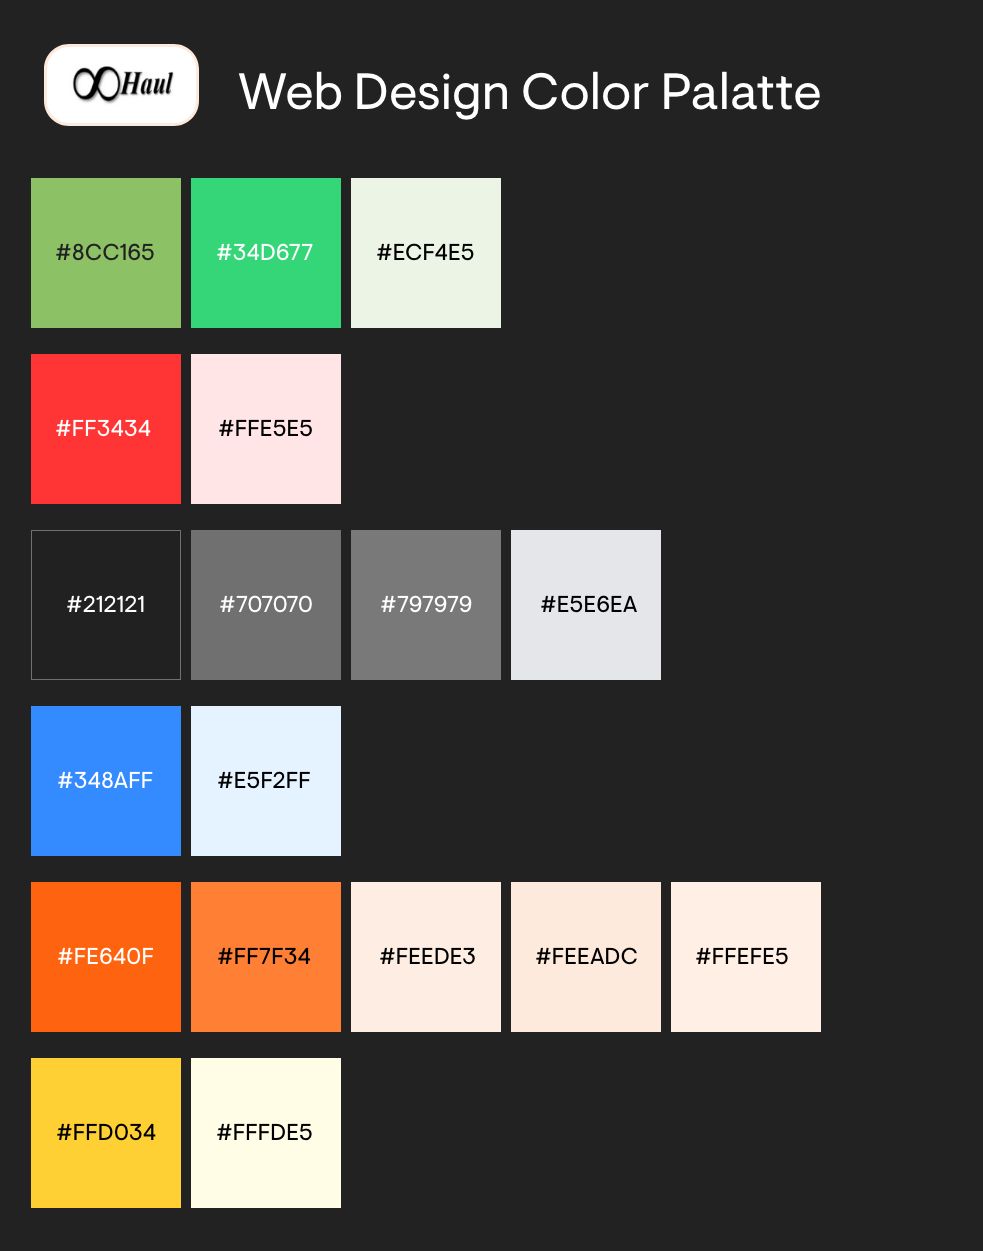 Haul
Web Design Color Palatte
#8CC165 #34D677 #ECF4E5
#FF3434 #FFE5E5
#212121 #707070 #797979 #E5E6EA
#348AFF #E5F2FF
#FE640F #FF7F34 #FEEDE3 #FEEADC #FFEFE5
#FFD034 #FFFDE5